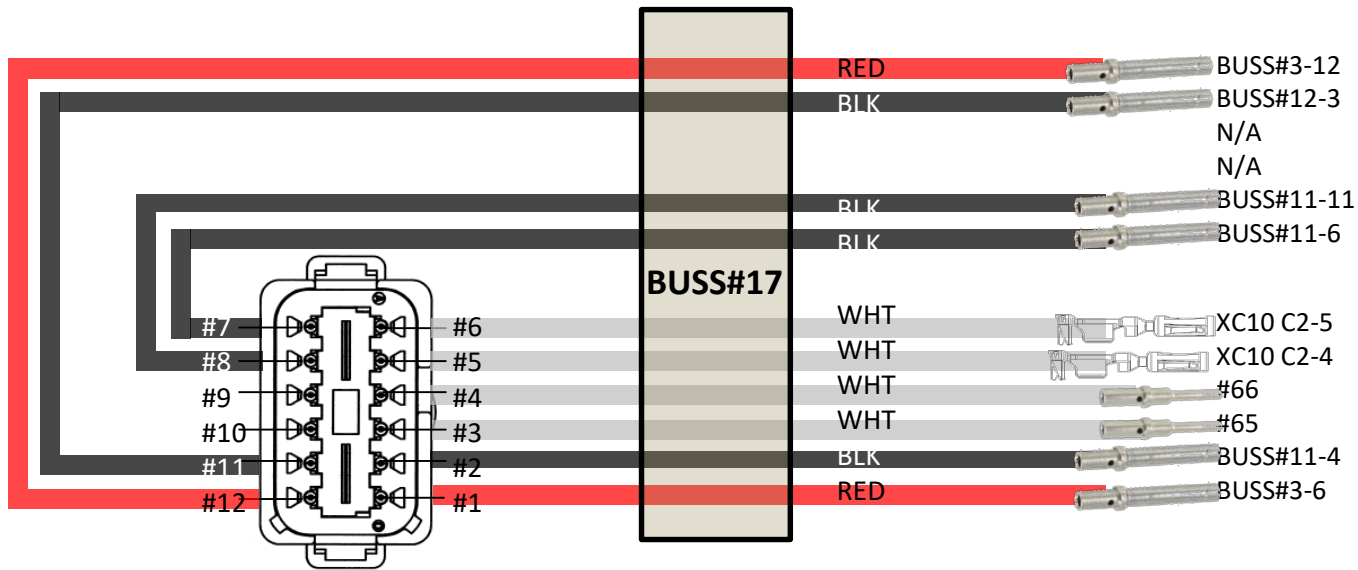 RED BUSS#3-12
BLK BUSS#12-3
N/A
N/A
BLK BUSS#11-11
BLK BUSS#11-6
BUSS#17
#7 #6 WHT XC10 C2-5
#8 #5 WHT XC10 C2-4
#9 #4 WHT #66
#10 #3 WHT #65
#11 #2 BLK BUSS#11-4
#12 #1 RED BUSS#3-6